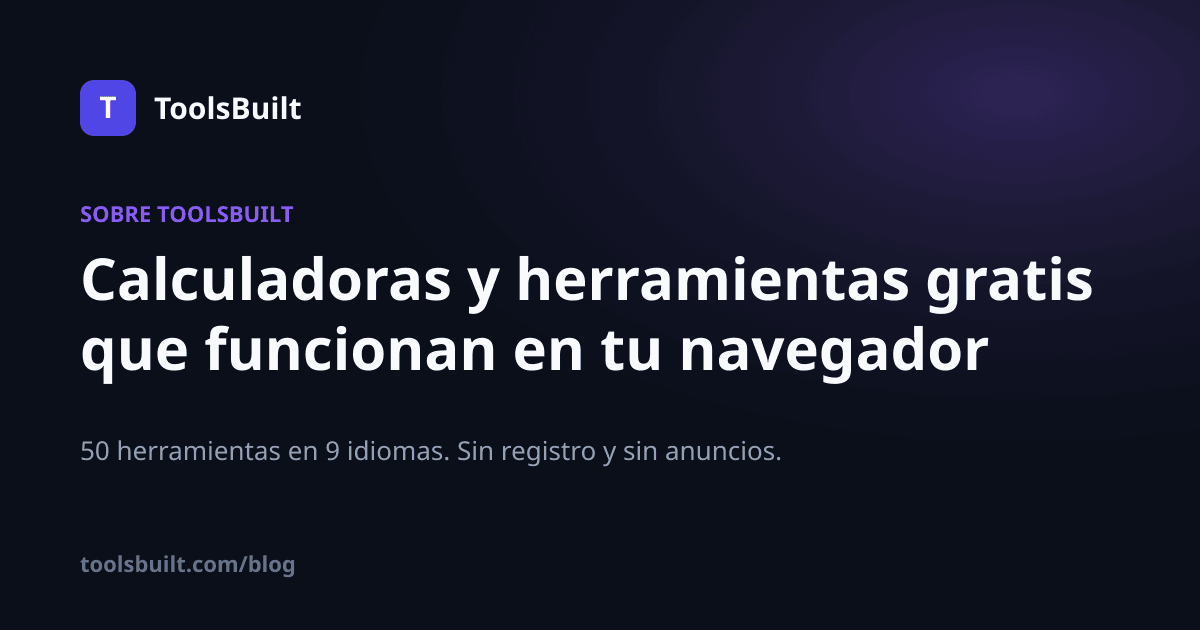 T
ToolsBuilt
SOBRE TOOLSBUILT
Calculadoras y herramientas gratis
que funcionan en tu navegador
50 herramientas en 9 idiomas. Sin registro y sin anuncios.
toolsbuilt.com/blog